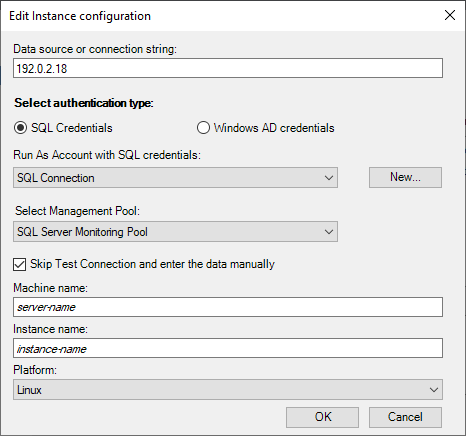 Edit Instance configuration
Data source or connection string:
192.0.2.18
Select authentication type:
SQL Credentials Windows AD credentials
Run As Account with SQL credentials:
SQL Connection New...
Select Management Pool:
SQL Server Monitoring Pool
Skip Test Connection and enter the data manually
Machine name:
server-name
Instance name:
instance-name
Platform:
Linux
OK Cancel